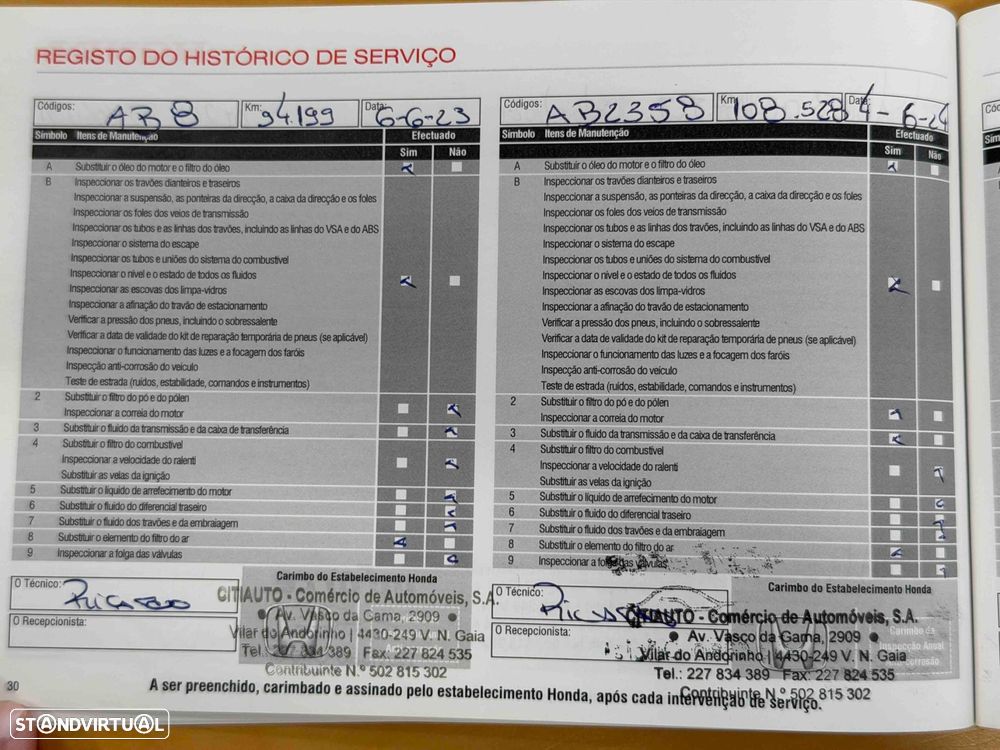 REGISTO DO HISTÓRICO DE SERVIÇO
Códigos: AB 8 Km: 94.199 Data: 6-6-23
Símbolo Itens de Manutenção Efectuado
Sim Não
A Substituir o óleo do motor e o filtro do óleo
B Inspeccionar os travões dianteiros e traseiros
Inspeccionar a suspensão, as ponteiras da direcção, a caixa da direcção e os foles
Inspeccionar os foles dos veios de transmissão
Inspeccionar os tubos e as linhas dos travões, incluindo as linhas do VSA e do ABS
Inspeccionar o sistema do escape
Inspeccionar os tubos e uniões do sistema do combustível
Inspeccionar o nível e o estado de todos os fluidos
Inspeccionar as escovas dos limpa-vidros
Inspeccionar a afinação do travão de estacionamento
Verificar a pressão dos pneus, incluindo o sobressalente
Verificar a data de validade do kit de reparação temporária de pneus (se aplicável)
Inspeccionar o funcionamento das luzes e a focagem dos faróis
Inspecção anti-corrosão do veículo
Teste de estrada (ruídos, estabilidade, comandos e instrumentos)
2 Substituir o filtro do pó e do pólen
Inspeccionar a correia do motor
3 Substituir o fluido da transmissão e da caixa de transferência
4 Substituir o filtro do combustível
Inspeccionar a velocidade do ralenti
Substituir as velas da ignição
5 Substituir o líquido de arrefecimento do motor
6 Substituir o fluido do diferencial traseiro
7 Substituir o fluido dos travões e da embraiagem
8 Substituir o elemento do filtro do ar
9 Inspeccionar a folga das válvulas
O Técnico: Ricardo
O Recepcionista:
Carimbo do Estabelecimento Honda
CITIAUTO - Comércio de Automóveis, S.A.
● Av. Vasco da Gama, 2909 ●
Vilar do Andorinho | 4430-249 V. N. Gaia
Tel. 227 834 389 Fax: 227 824 535
Contribuinte N.º 502 815 302
Códigos: AB2358 Km: 108.528 Data: 4-6-24
Símbolo Itens de Manutenção Efectuado
Sim Não
A Substituir o óleo do motor e o filtro do óleo
B Inspeccionar os travões dianteiros e traseiros
Inspeccionar a suspensão, as ponteiras da direcção, a caixa da direcção e os foles
Inspeccionar os foles dos veios de transmissão
Inspeccionar os tubos e as linhas dos travões, incluindo as linhas do VSA e do ABS
Inspeccionar o sistema do escape
Inspeccionar os tubos e uniões do sistema do combustível
Inspeccionar o nível e o estado de todos os fluidos
Inspeccionar as escovas dos limpa-vidros
Inspeccionar a afinação do travão de estacionamento
Verificar a pressão dos pneus, incluindo o sobressalente
Verificar a data de validade do kit de reparação temporária de pneus (se aplicável)
Inspeccionar o funcionamento das luzes e a focagem dos faróis
Inspecção anti-corrosão do veículo
Teste de estrada (ruídos, estabilidade, comandos e instrumentos)
2 Substituir o filtro do pó e do pólen
Inspeccionar a correia do motor
3 Substituir o fluido da transmissão e da caixa de transferência
4 Substituir o filtro do combustível
Inspeccionar a velocidade do ralenti
Substituir as velas da ignição
5 Substituir o líquido de arrefecimento do motor
6 Substituir o fluido do diferencial traseiro
7 Substituir o fluido dos travões e da embraiagem
8 Substituir o elemento do filtro do ar
9 Inspeccionar a folga das válvulas
O Técnico: Ricardo
O Recepcionista:
Carimbo do Estabelecimento Honda
CITIAUTO - Comércio de Automóveis, S.A.
● Av. Vasco da Gama, 2909 ●
Vilar do Andorinho | 4430-249 V. N. Gaia
Tel.: 227 834 389 Fax: 227 824 535
Contribuinte N.º 502 815 302
Carimbo da
Inspecção Anual
Anti-Corrosão
30
A ser preenchido, carimbado e assinado pelo estabelecimento Honda, após cada intervenção de serviço.
STANDVIRTUAL